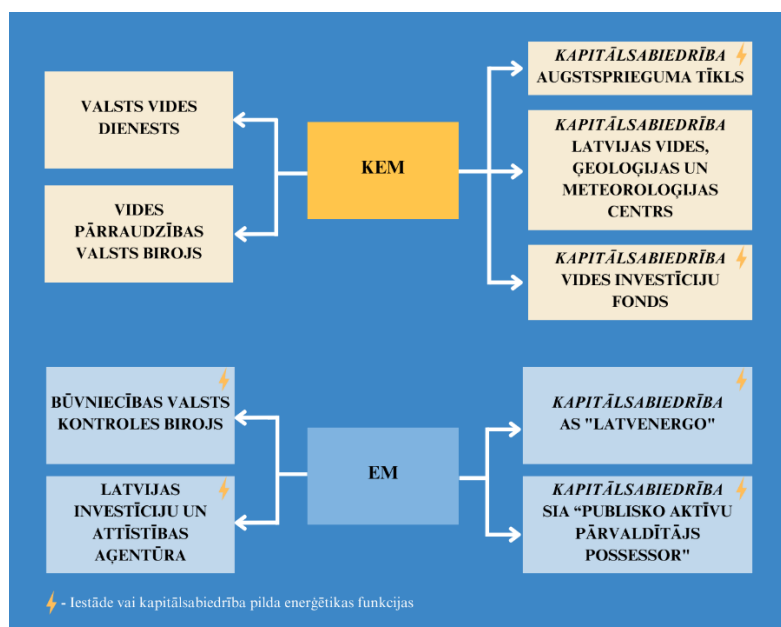 VALSTS VIDES
DIENESTS
VIDES
PĀRRAUDZĪBAS
VALSTS BIROJS
KEM
KAPITĀLSABIEDRĪBA
AUGSTSPRIEGUMA TĪKLS
KAPITĀLSABIEDRĪBA
LATVIJAS VIDES,
ĢEOLOĢIJAS UN
METEOROLOĢIJAS
CENTRS
KAPITĀLSABIEDRĪBA
VIDES INVESTĪCIJU
FONDS
BŪVNIECĪBAS VALSTS
KONTROLES BIROJS
LATVIJAS
INVESTĪCIJU UN
ATTĪSTĪBAS
AĢENTŪRA
EM
KAPITĀLSABIEDRĪBA
AS "LATVENERGO"
KAPITĀLSABIEDRĪBA
SIA “PUBLISKO AKTĪVU
PĀRVALDĪTĀJS
POSSESSOR"
- Iestāde vai kapitālsabiedrība pilda enerģētikas funkcijas